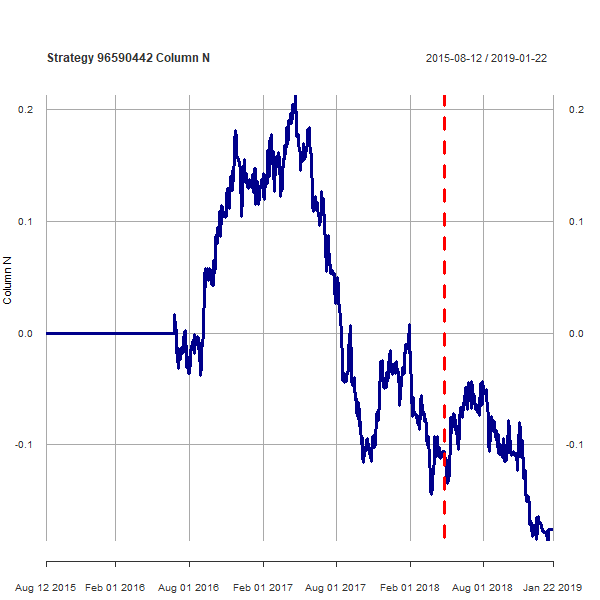 Strategy 96590442 Column N
2015-08-12 / 2019-01-22
0.2
0.2
0.1
0.1
Column N
0.0
0.0
-0.1
-0.1
Aug 12 2015
Feb 01 2016
Aug 01 2016
Feb 01 2017
Aug 01 2017
Feb 01 2018
Aug 01 2018
Jan 22 2019